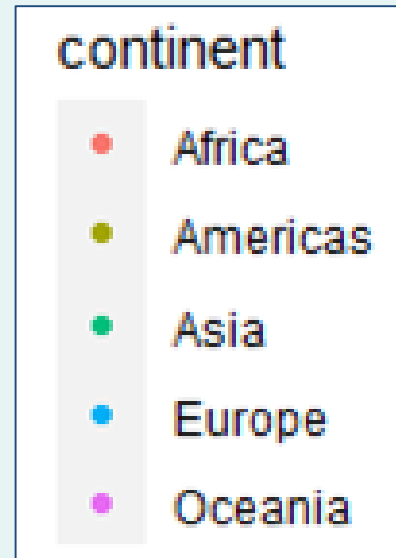 continent
Africa
Americas
Asia
Europe
Oceania